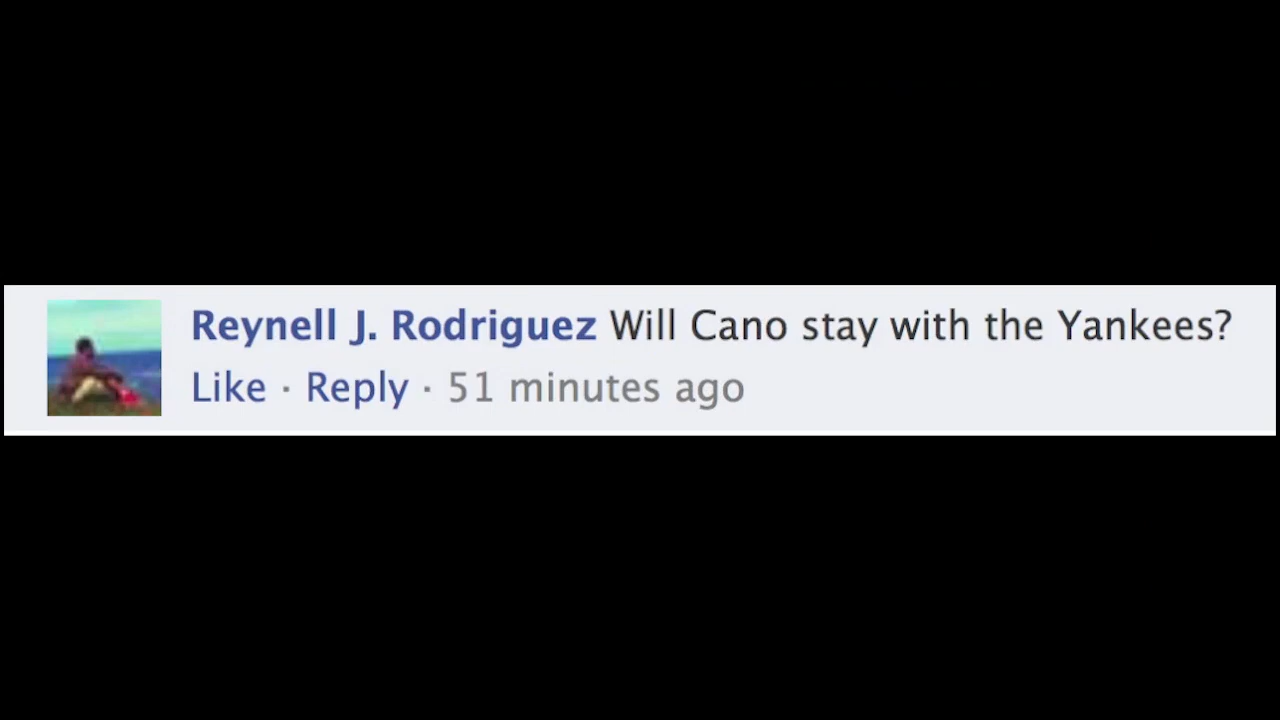 Reynell J. Rodriguez Will Cano stay with the Yankees?
Like · Reply · 51 minutes ago